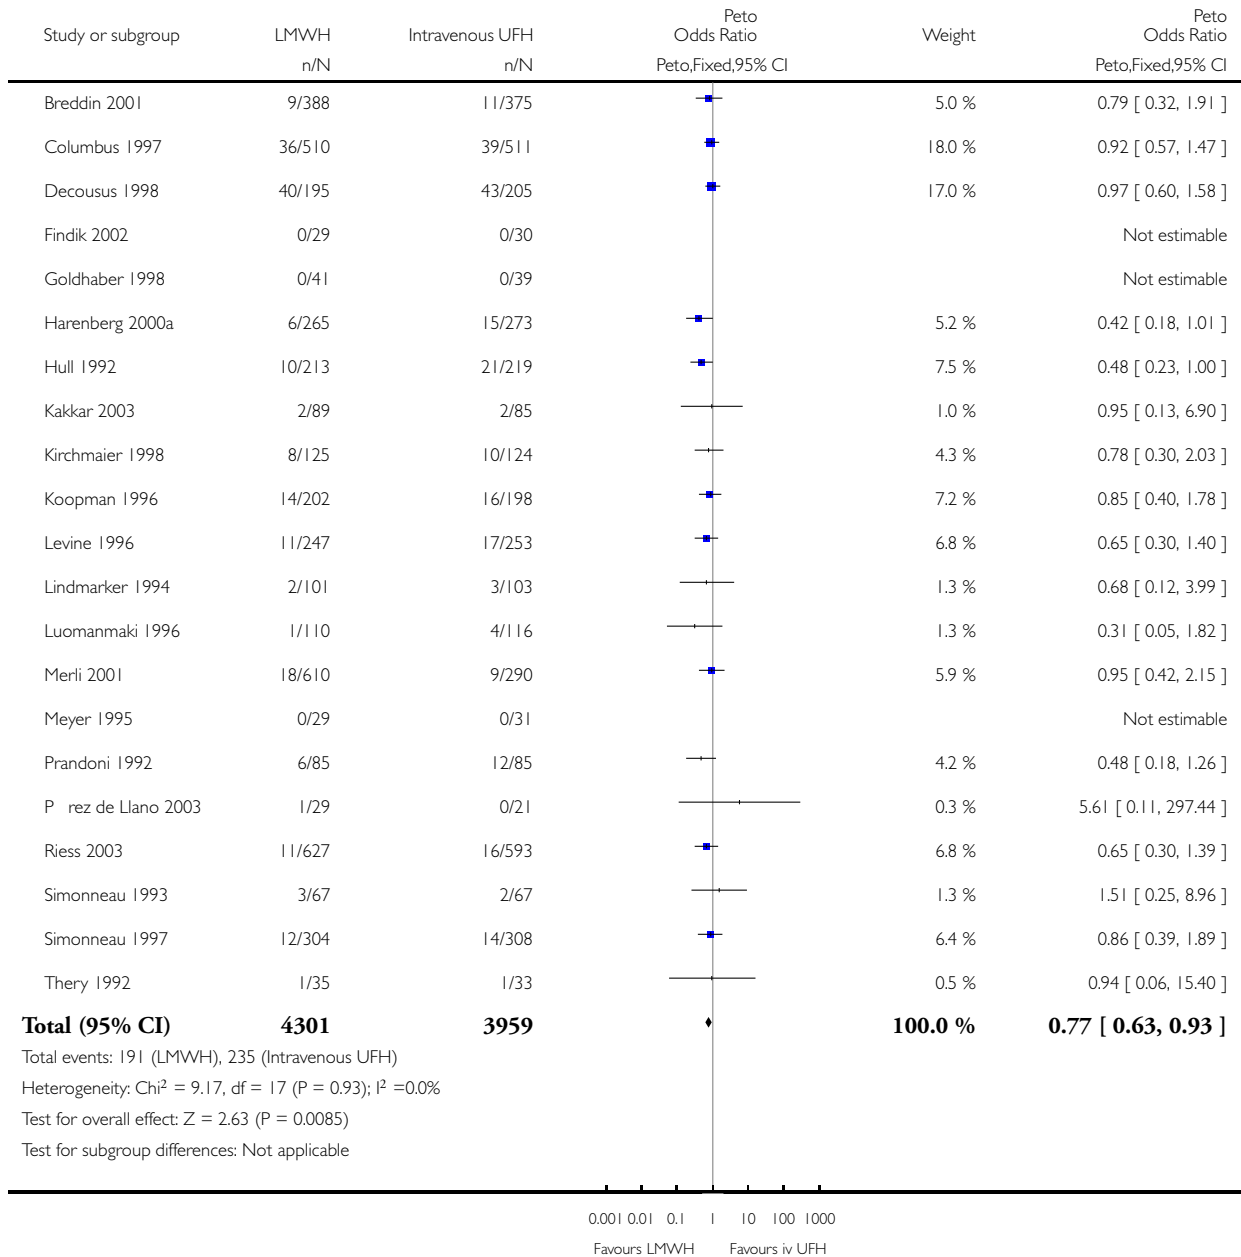 Peto Peto
Study or subgroup LMWH Intravenous UFH Odds Ratio Weight Odds Ratio
n/N n/N Peto,Fixed,95% CI Peto,Fixed,95% CI
Breddin 2001 9/388 11/375 5.0 % 0.79 [ 0.32, 1.91 ]
Columbus 1997 36/510 39/511 18.0 % 0.92 [ 0.57, 1.47 ]
Decousus 1998 40/195 43/205 17.0 % 0.97 [ 0.60, 1.58 ]
Findik 2002 0/29 0/30 Not estimable
Goldhaber 1998 0/41 0/39 Not estimable
Harenberg 2000a 6/265 15/273 5.2 % 0.42 [ 0.18, 1.01 ]
Hull 1992 10/213 21/219 7.5 % 0.48 [ 0.23, 1.00 ]
Kakkar 2003 2/89 2/85 1.0 % 0.95 [ 0.13, 6.90 ]
Kirchmaier 1998 8/125 10/124 4.3 % 0.78 [ 0.30, 2.03 ]
Koopman 1996 14/202 16/198 7.2 % 0.85 [ 0.40, 1.78 ]
Levine 1996 11/247 17/253 6.8 % 0.65 [ 0.30, 1.40 ]
Lindmarker 1994 2/101 3/103 1.3 % 0.68 [ 0.12, 3.99 ]
Luomanmaki 1996 1/110 4/116 1.3 % 0.31 [ 0.05, 1.82 ]
Merli 2001 18/610 9/290 5.9 % 0.95 [ 0.42, 2.15 ]
Meyer 1995 0/29 0/31 Not estimable
Prandoni 1992 6/85 12/85 4.2 % 0.48 [ 0.18, 1.26 ]
P rez de Llano 2003 1/29 0/21 0.3 % 5.61 [ 0.11, 297.44 ]
Riess 2003 11/627 16/593 6.8 % 0.65 [ 0.30, 1.39 ]
Simonneau 1993 3/67 2/67 1.3 % 1.51 [ 0.25, 8.96 ]
Simonneau 1997 12/304 14/308 6.4 % 0.86 [ 0.39, 1.89 ]
Thery 1992 1/35 1/33 0.5 % 0.94 [ 0.06, 15.40 ]
Total (95% CI) 4301 3959 100.0 % 0.77 [ 0.63, 0.93 ]
Total events: 191 (LMWH), 235 (Intravenous UFH)
Heterogeneity: Chi² = 9.17, df = 17 (P = 0.93); I² =0.0%
Test for overall effect: Z = 2.63 (P = 0.0085)
Test for subgroup differences: Not applicable
0.001 0.01 0.1 1 10 100 1000
Favours LMWH Favours iv UFH